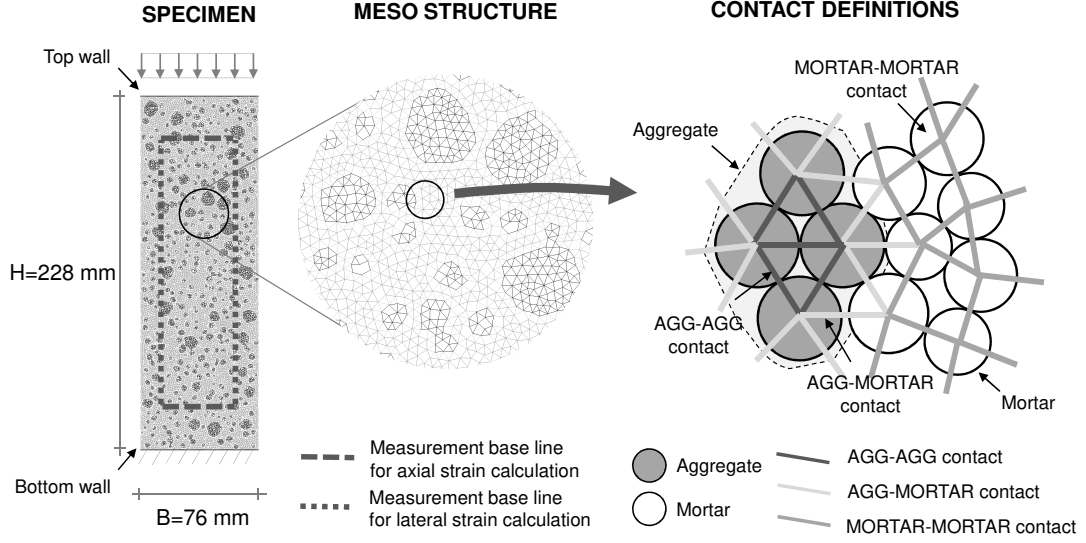 SPECIMEN
MESO STRUCTURE
CONTACT DEFINITIONS
Top wall
H=228 mm
Bottom wall
B=76 mm
Measurement base line
for axial strain calculation
Measurement base line
for lateral strain calculation
MORTAR-MORTAR
contact
Aggregate
AGG-AGG
contact
AGG-MORTAR
contact
Mortar
Aggregate
Mortar
AGG-AGG contact
AGG-MORTAR contact
MORTAR-MORTAR contact